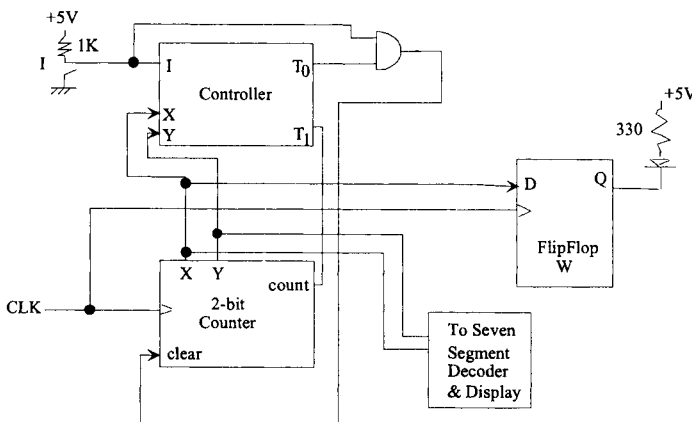 +5V
1K
I
I
T0
Controller
X
Y
T1
+5V
330
D
Q
FlipFlop
W
X
Y
count
2-bit
Counter
CLK
clear
To Seven
Segment
Decoder
& Display